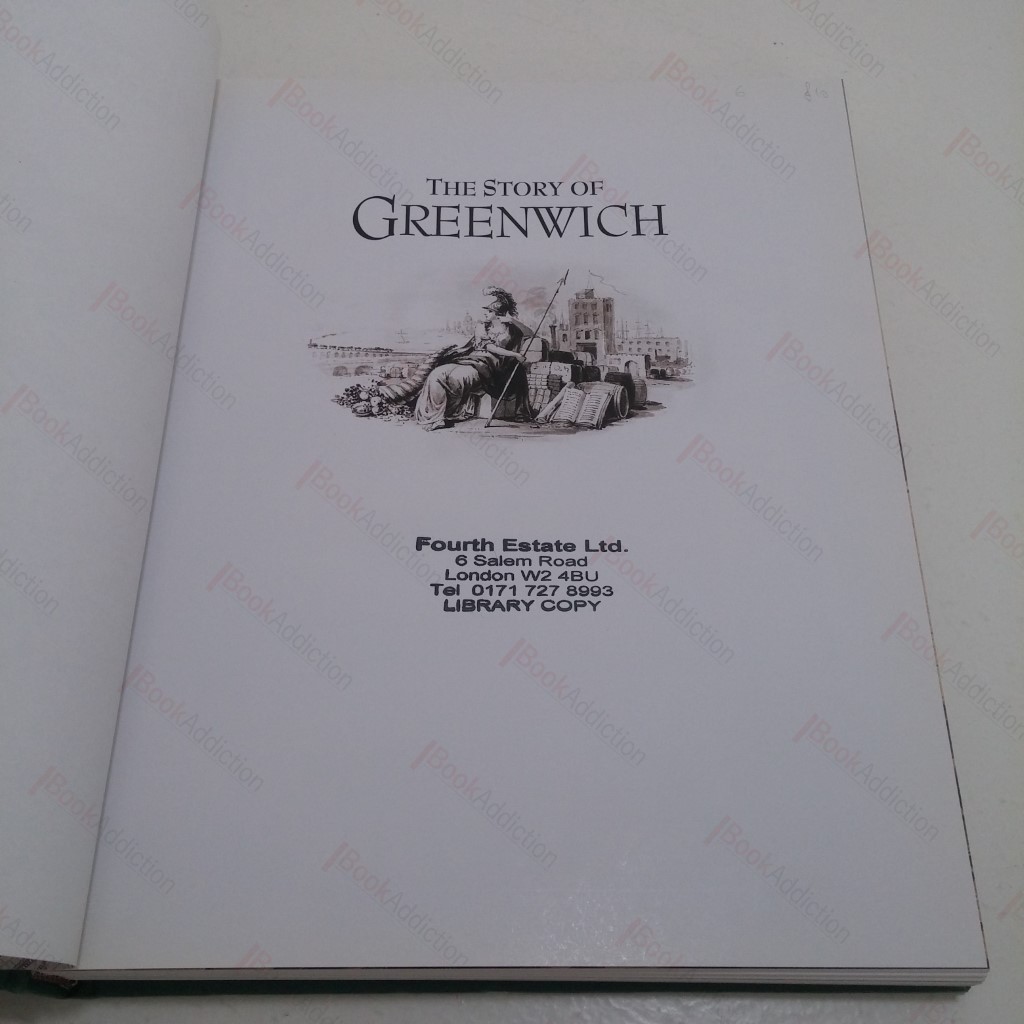 THE STORY OF
GREENWICH
Fourth Estate Ltd.
6 Salem Road
London W2 4BU
Tel 0171 727 8993
LIBRARY COPY
BookAddiction